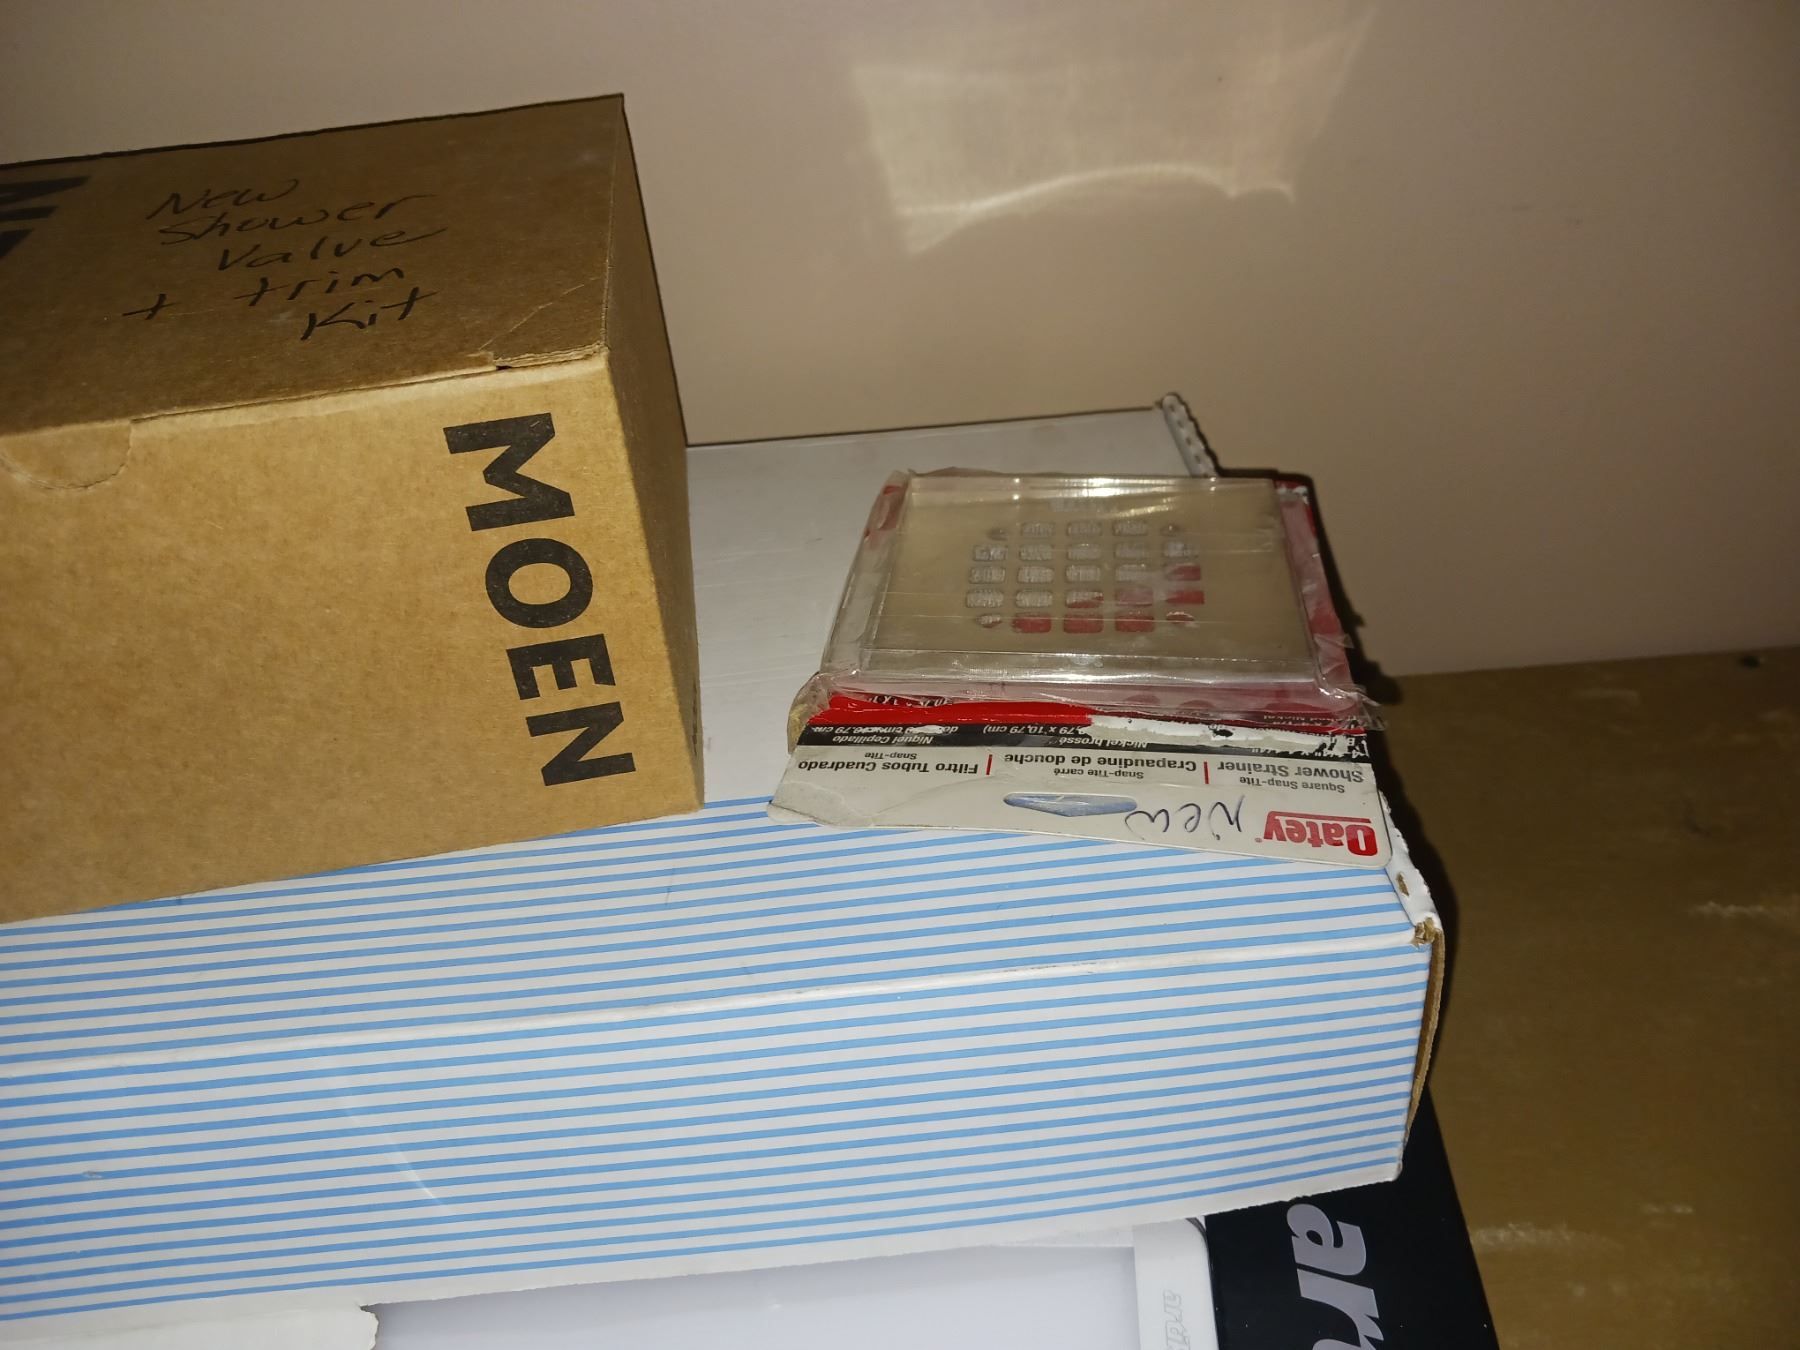 New
Shower
Valve
+ trim
Kit
MOEN
Oatey®
New
Square Snap-Tite
Shower Strainer
Snap-Tite carré
Crapaudine de douche
Snap-Tite
Filtro Tubos Cuadrado
Nickel brossé
Niquel Cepillado